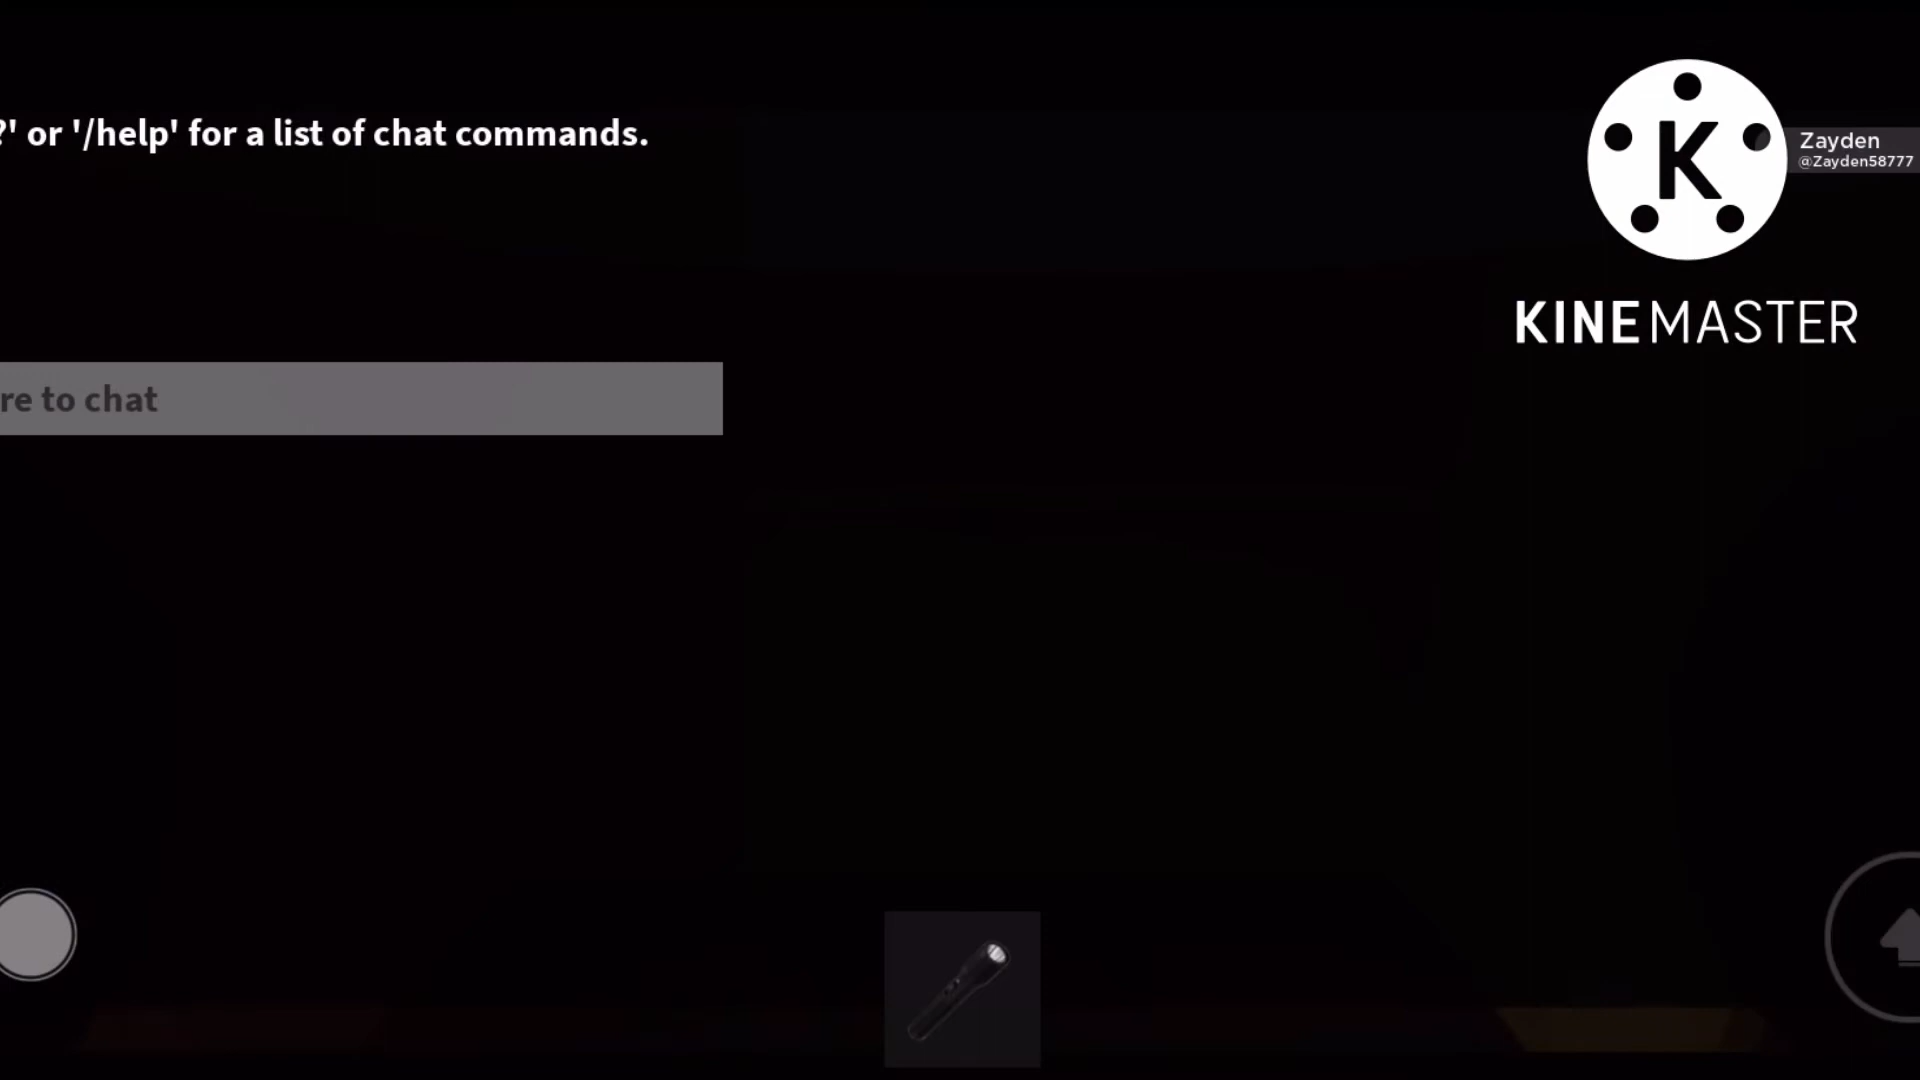 ?' or '/help' for a list of chat commands.
K
Zayden
@Zayden58777
KINEMASTER
re to chat